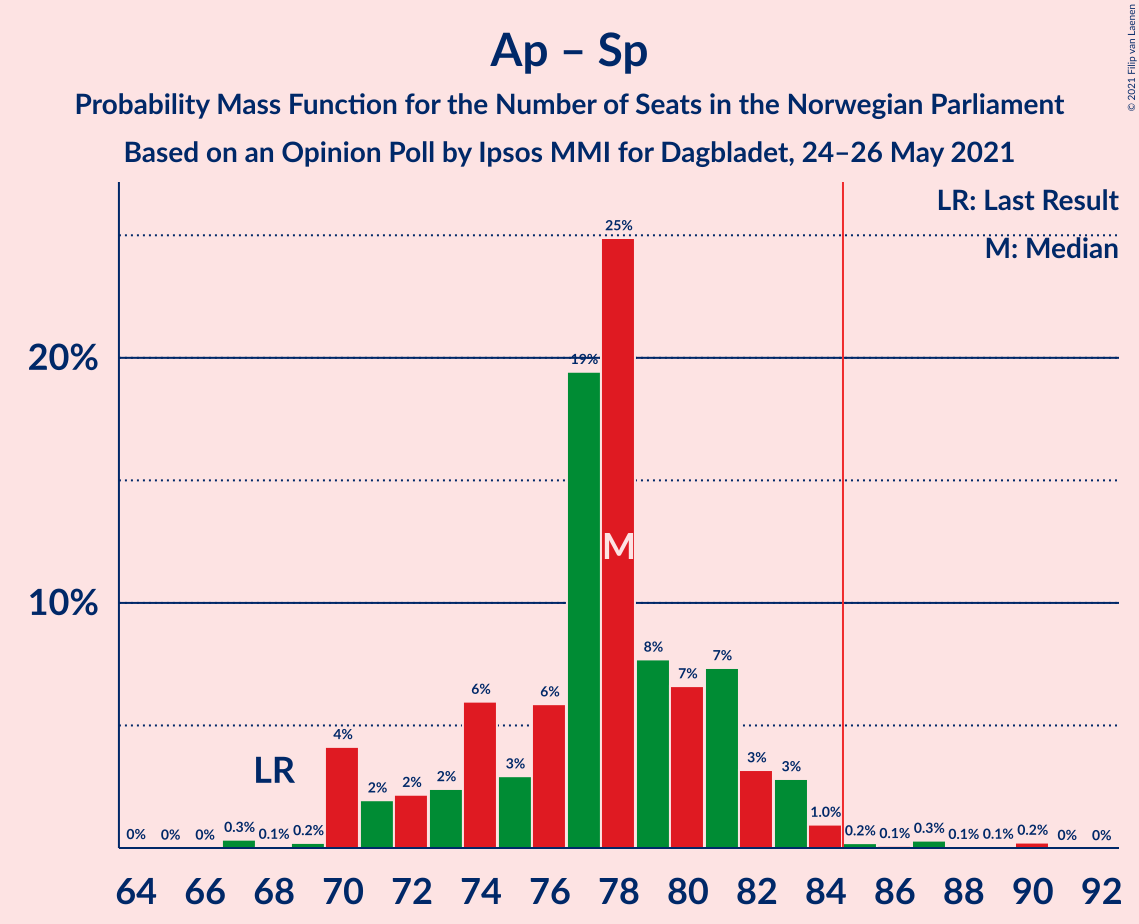 Ap – Sp
Probability Mass Function for the Number of Seats in the Norwegian Parliament
Based on an Opinion Poll by Ipsos MMI for Dagbladet, 24–26 May 2021
© 2021 Filip van Laenen
LR: Last Result
M: Median
20%
10%
0% 0% 0% 0.3% 0.1% 0.2% 4% 2% 2% 2% 6% 3% 6% 19% 25% 8% 7% 7% 3% 3% 1.0% 0.2% 0.1% 0.3% 0.1% 0.1% 0.2% 0% 0%
LR
M
64 66 68 70 72 74 76 78 80 82 84 86 88 90 92